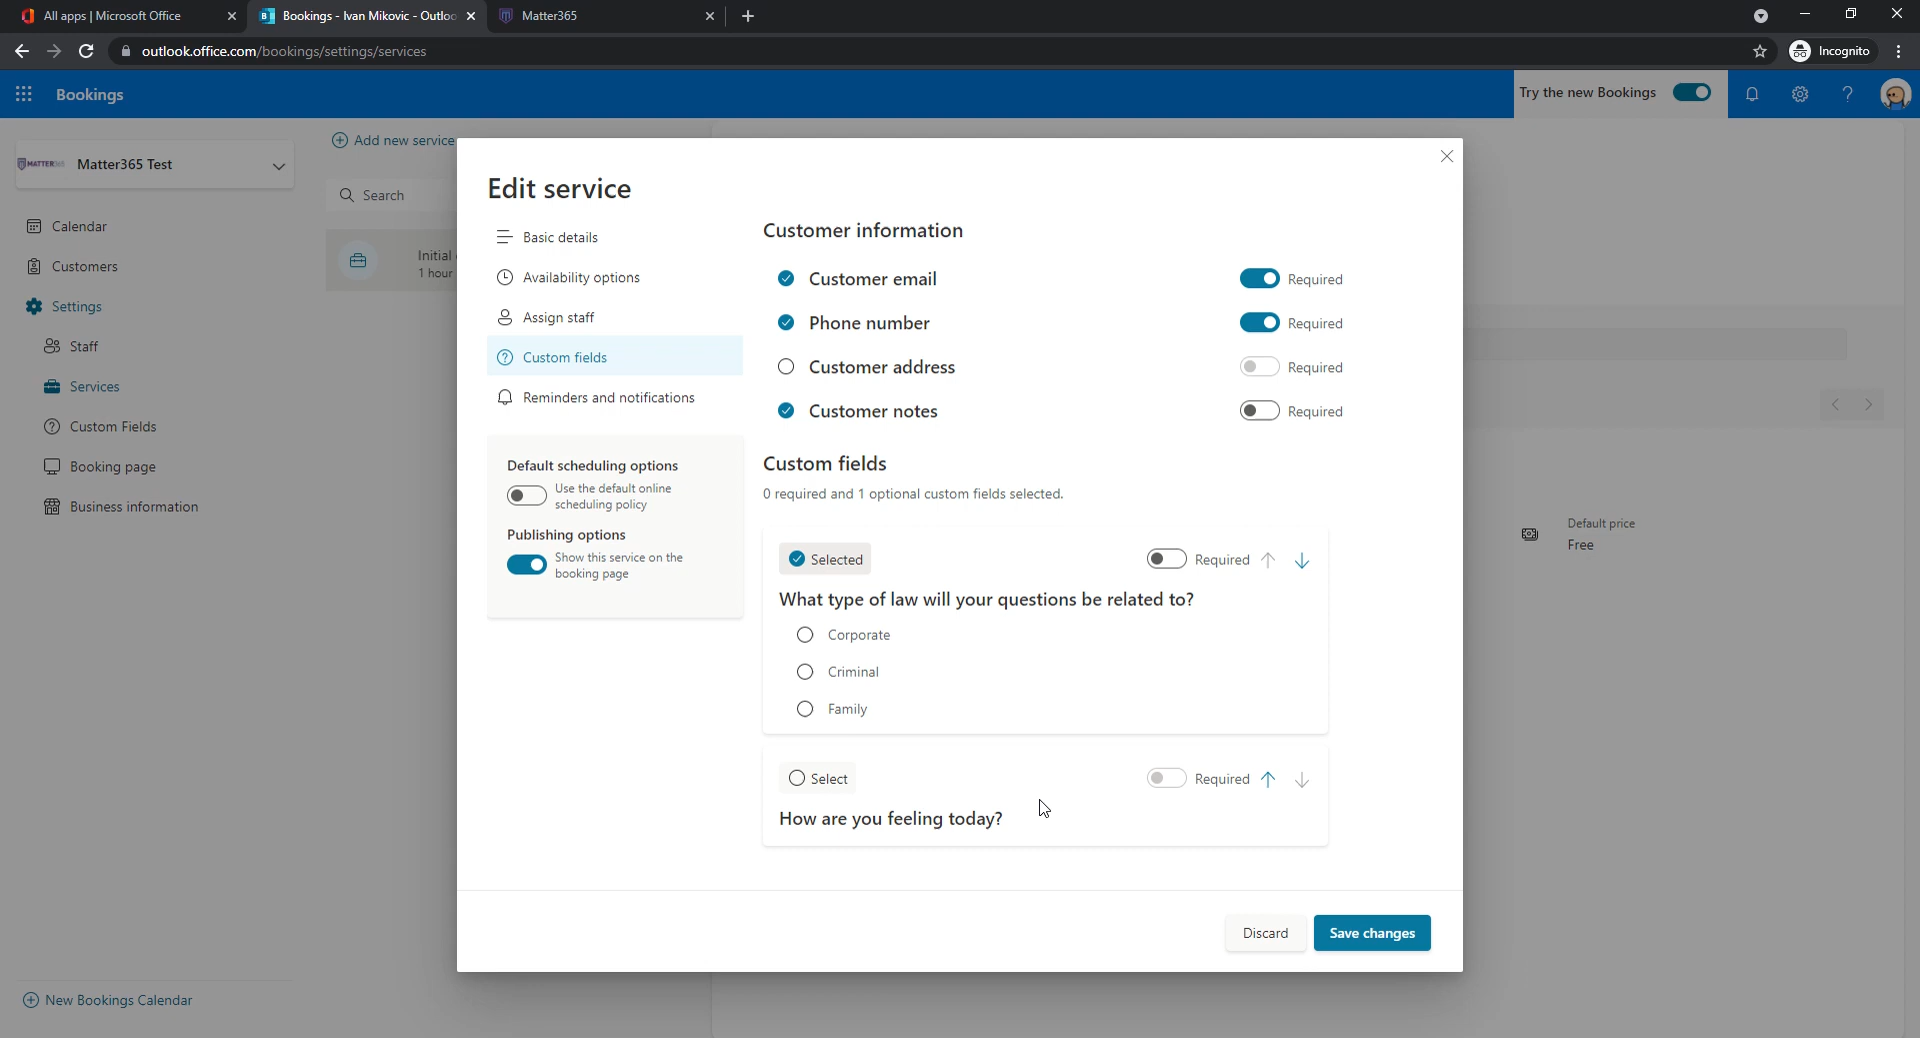 All apps | Microsoft Office
Bookings - Ivan Mikovic - Outloo
Matter365
outlook.office.com/bookings/settings/services
Incognito
Bookings
Try the new Bookings
MATTER365
Matter365 Test
Add new service
Search
Calendar
Customers
Settings
Staff
Services
Custom Fields
Booking page
Business information
New Bookings Calendar
Initial
1 hour
Edit service
Basic details
Availability options
Assign staff
Custom fields
Reminders and notifications
Default scheduling options
Use the default online
scheduling policy
Publishing options
Show this service on the
booking page
Customer information
Customer email Required
Phone number Required
Customer address Required
Customer notes Required
Custom fields
0 required and 1 optional custom fields selected.
Selected Required
What type of law will your questions be related to?
Corporate
Criminal
Family
Select Required
How are you feeling today?
Discard Save changes
Default price
Free